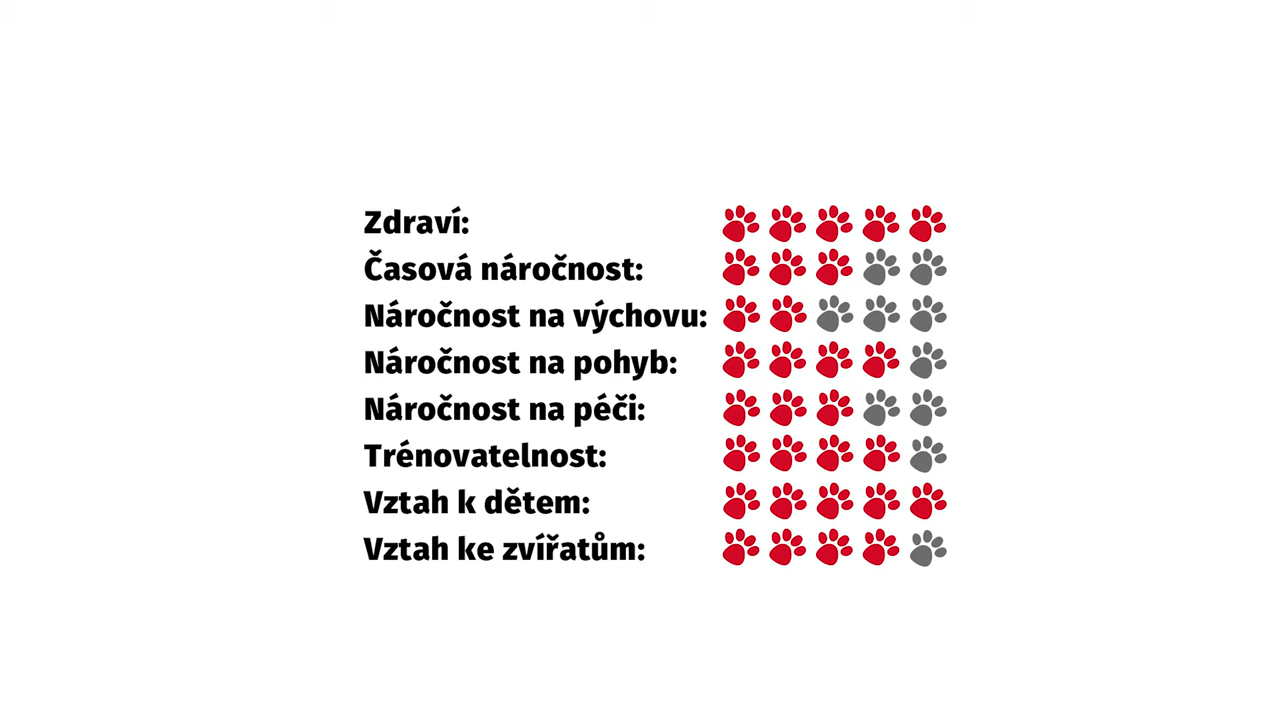 Zdraví:
Časová náročnost:
Náročnost na výchovu:
Náročnost na pohyb:
Náročnost na péči:
Trénovatelnost:
Vztah k dětem:
Vztah ke zvířatům: